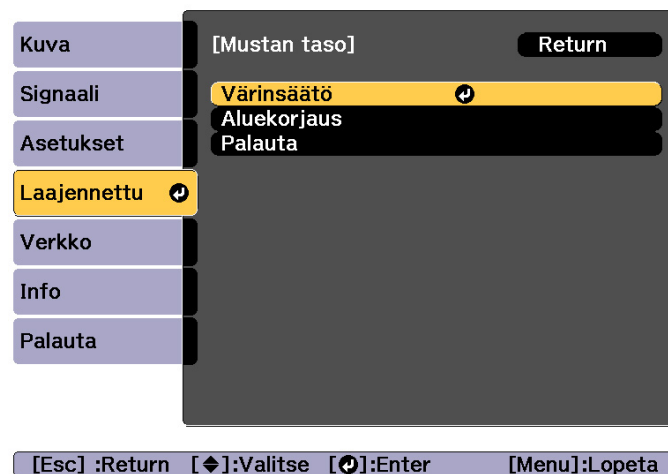 Kuva
Signaali
Asetukset
Laajennettu
Verkko
Info
Palauta
[Mustan taso] Return
Värinsäätö
Aluekorjaus
Palauta
[Esc] :Return [◆]:Valitse [↵]:Enter [Menu]:Lopeta